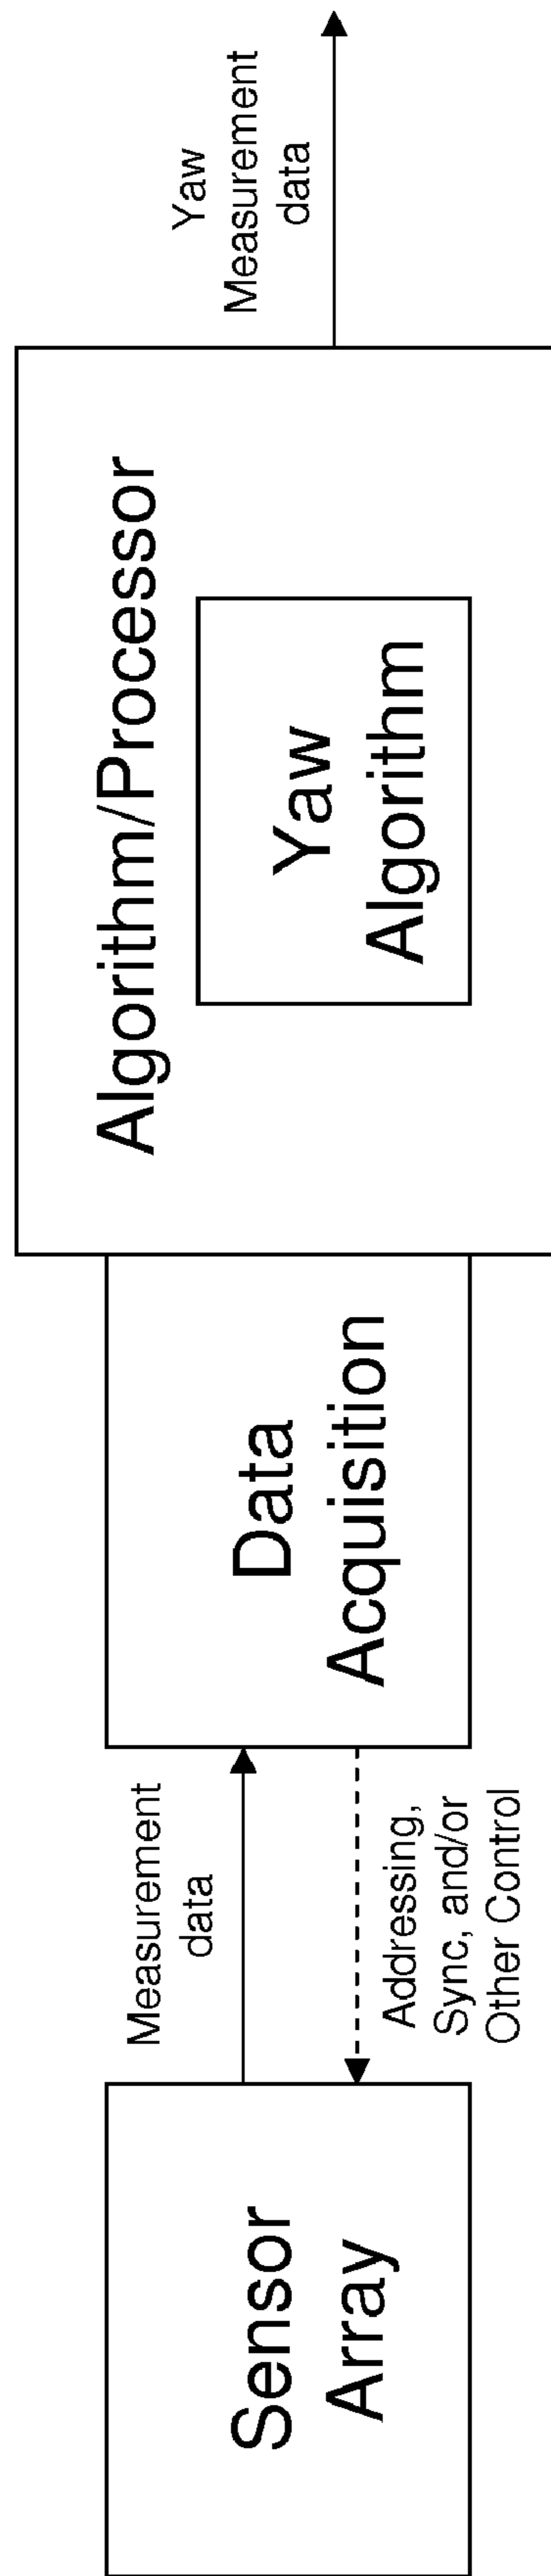 Sensor
Array
Measurement
data
Addressing,
Sync, and/or
Other Control
Data
Acquisition
Algorithm/Processor
Yaw
Algorithm
Yaw
Measurement
data